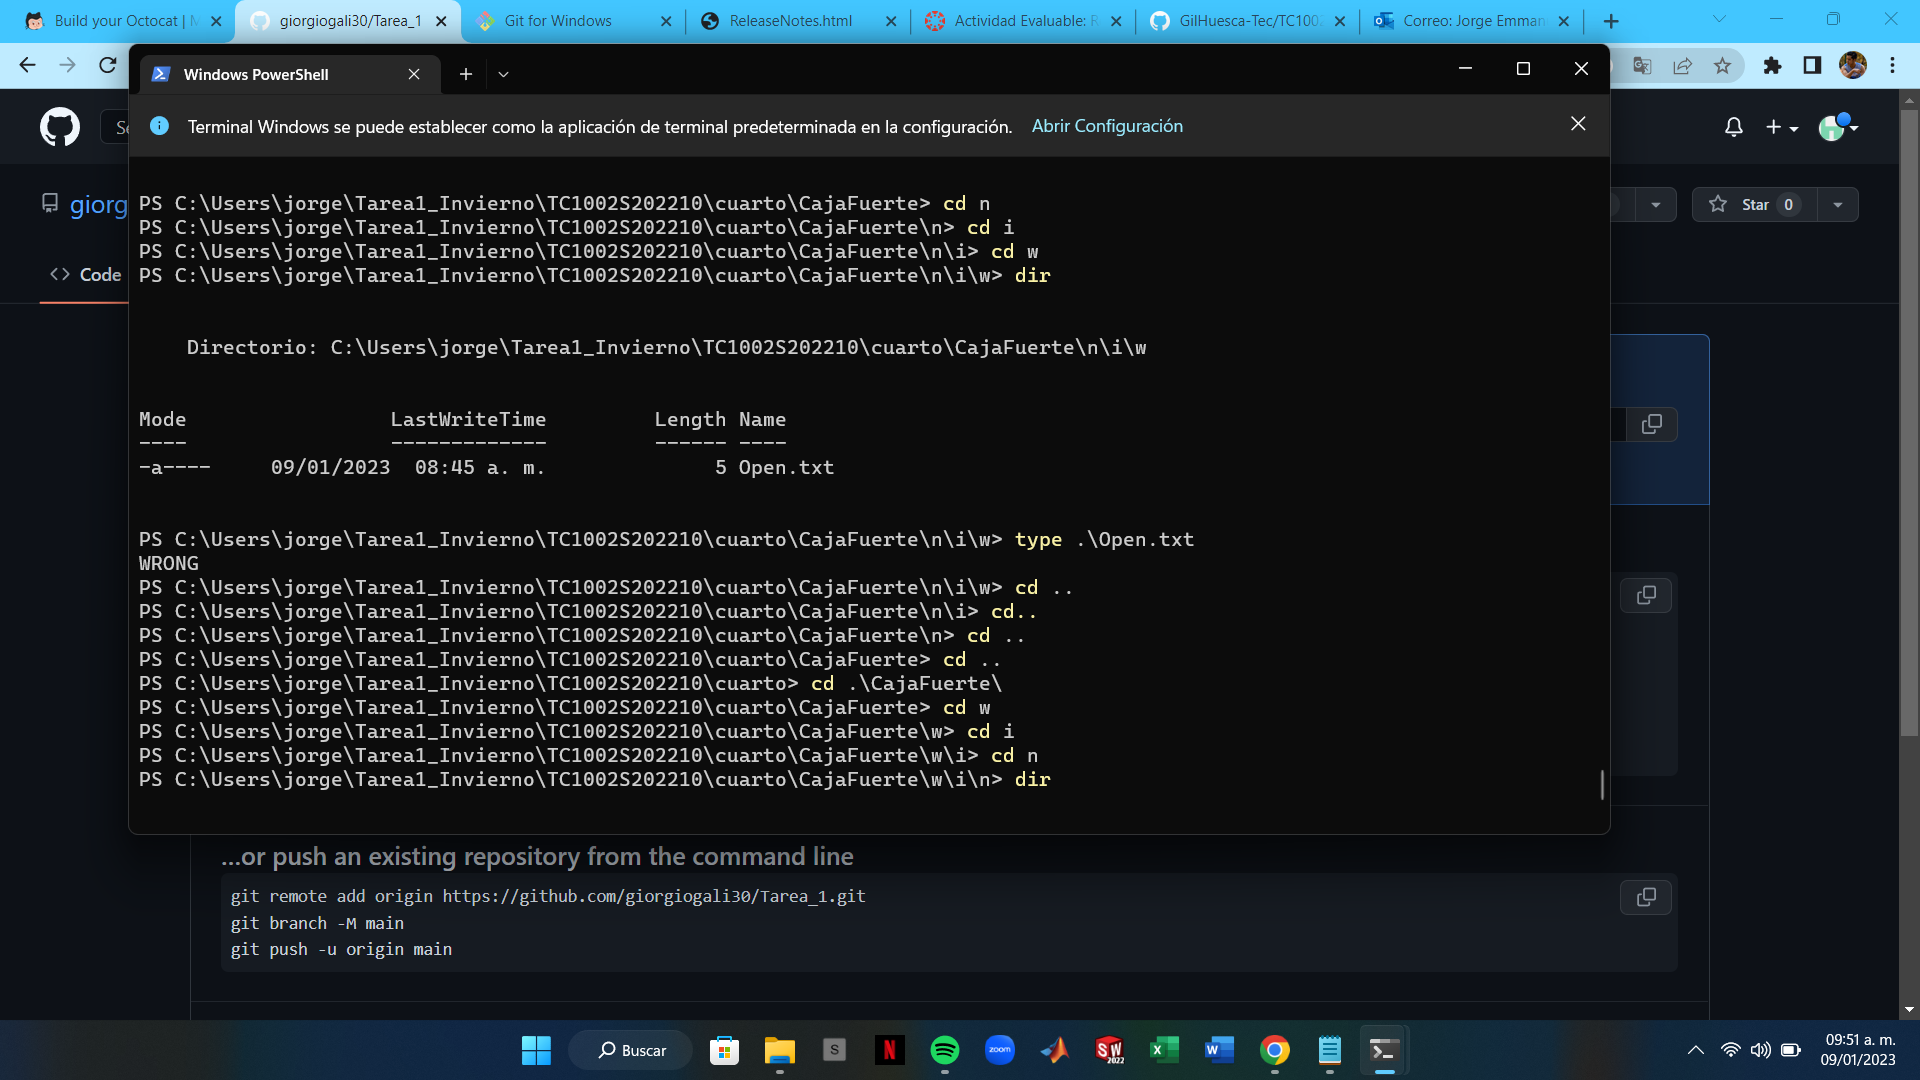 Build your Octocat | M
giorgiogali30/Tarea_1
Git for Windows
ReleaseNotes.html
Actividad Evaluable: R
GilHuesca-Tec/TC1002
Correo: Jorge Emman
Windows PowerShell
Terminal Windows se puede establecer como la aplicación de terminal predeterminada en la configuración. Abrir Configuración
Se
giorg
Star 0
Code
PS C:\Users\jorge\Tarea1_Invierno\TC1002S202210\cuarto\CajaFuerte> cd n
PS C:\Users\jorge\Tarea1_Invierno\TC1002S202210\cuarto\CajaFuerte\n> cd i
PS C:\Users\jorge\Tarea1_Invierno\TC1002S202210\cuarto\CajaFuerte\n\i> cd w
PS C:\Users\jorge\Tarea1_Invierno\TC1002S202210\cuarto\CajaFuerte\n\i\w> dir
Directorio: C:\Users\jorge\Tarea1_Invierno\TC1002S202210\cuarto\CajaFuerte\n\i\w
Mode LastWriteTime Length Name
---- ------------- ------ ----
-a---- 09/01/2023 08:45 a. m. 5 Open.txt
PS C:\Users\jorge\Tarea1_Invierno\TC1002S202210\cuarto\CajaFuerte\n\i\w> type .\Open.txt
WRONG
PS C:\Users\jorge\Tarea1_Invierno\TC1002S202210\cuarto\CajaFuerte\n\i\w> cd ..
PS C:\Users\jorge\Tarea1_Invierno\TC1002S202210\cuarto\CajaFuerte\n\i> cd..
PS C:\Users\jorge\Tarea1_Invierno\TC1002S202210\cuarto\CajaFuerte\n> cd ..
PS C:\Users\jorge\Tarea1_Invierno\TC1002S202210\cuarto\CajaFuerte> cd ..
PS C:\Users\jorge\Tarea1_Invierno\TC1002S202210\cuarto> cd .\CajaFuerte\
PS C:\Users\jorge\Tarea1_Invierno\TC1002S202210\cuarto\CajaFuerte> cd w
PS C:\Users\jorge\Tarea1_Invierno\TC1002S202210\cuarto\CajaFuerte\w> cd i
PS C:\Users\jorge\Tarea1_Invierno\TC1002S202210\cuarto\CajaFuerte\w\i> cd n
PS C:\Users\jorge\Tarea1_Invierno\TC1002S202210\cuarto\CajaFuerte\w\i\n> dir
...or push an existing repository from the command line
git remote add origin https://github.com/giorgiogali30/Tarea_1.git
git branch -M main
git push -u origin main
Buscar
S
N
zoom
SW
2022
X
W
09:51 a. m.
09/01/2023